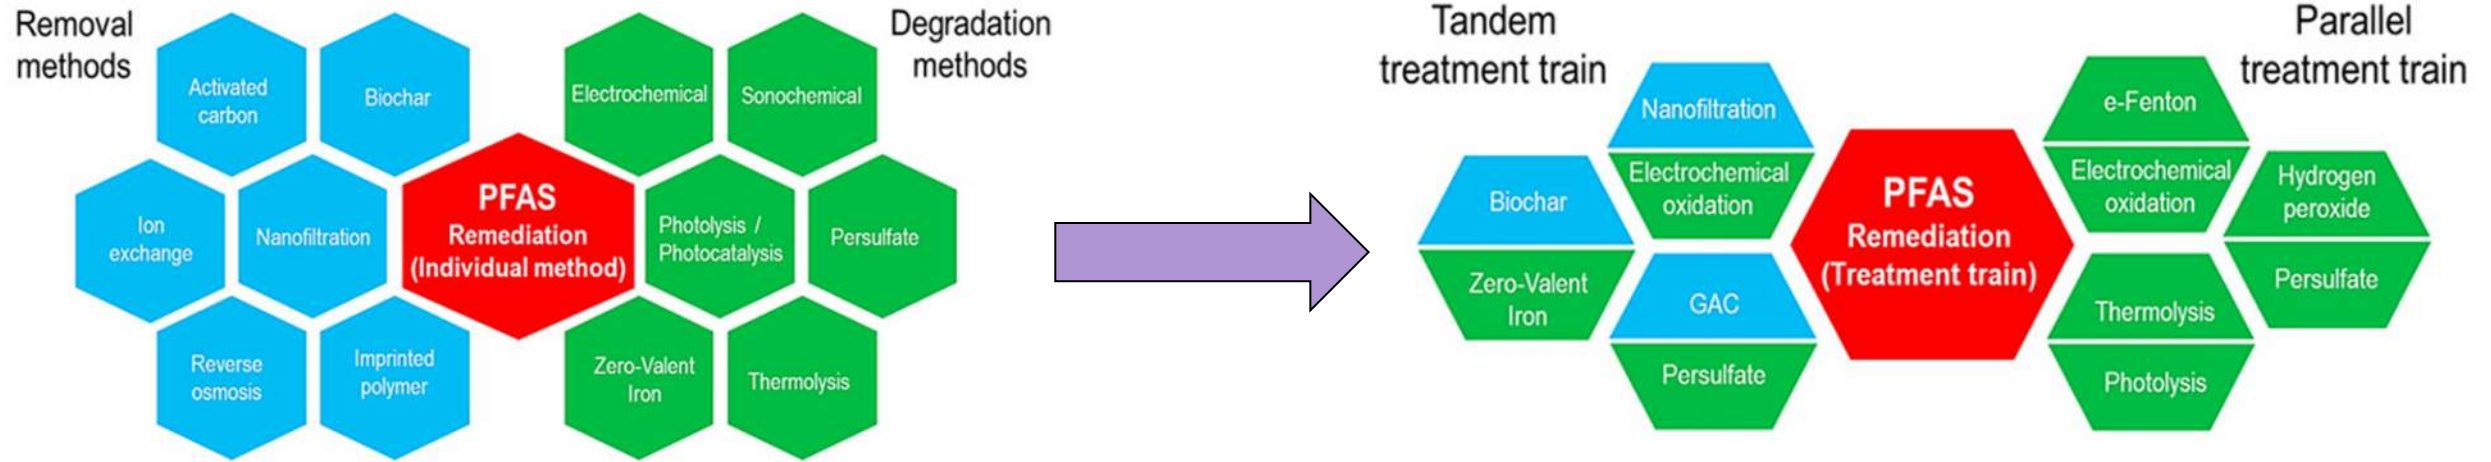 Removal
methods
Activated
carbon
Biochar
Ion
exchange
Nanofiltration
Reverse
osmosis
Imprinted
polymer
PFAS
Remediation
(Individual method)
Degradation
methods
Electrochemical
Sonochemical
Photolysis /
Photocatalysis
Persulfate
Zero-Valent
Iron
Thermolysis
Tandem
treatment train
Nanofiltration
Electrochemical
oxidation
Biochar
Zero-Valent
Iron
GAC
Persulfate
PFAS
Remediation
(Treatment train)
Parallel
treatment train
e-Fenton
Electrochemical
oxidation
Hydrogen
peroxide
Persulfate
Thermolysis
Photolysis